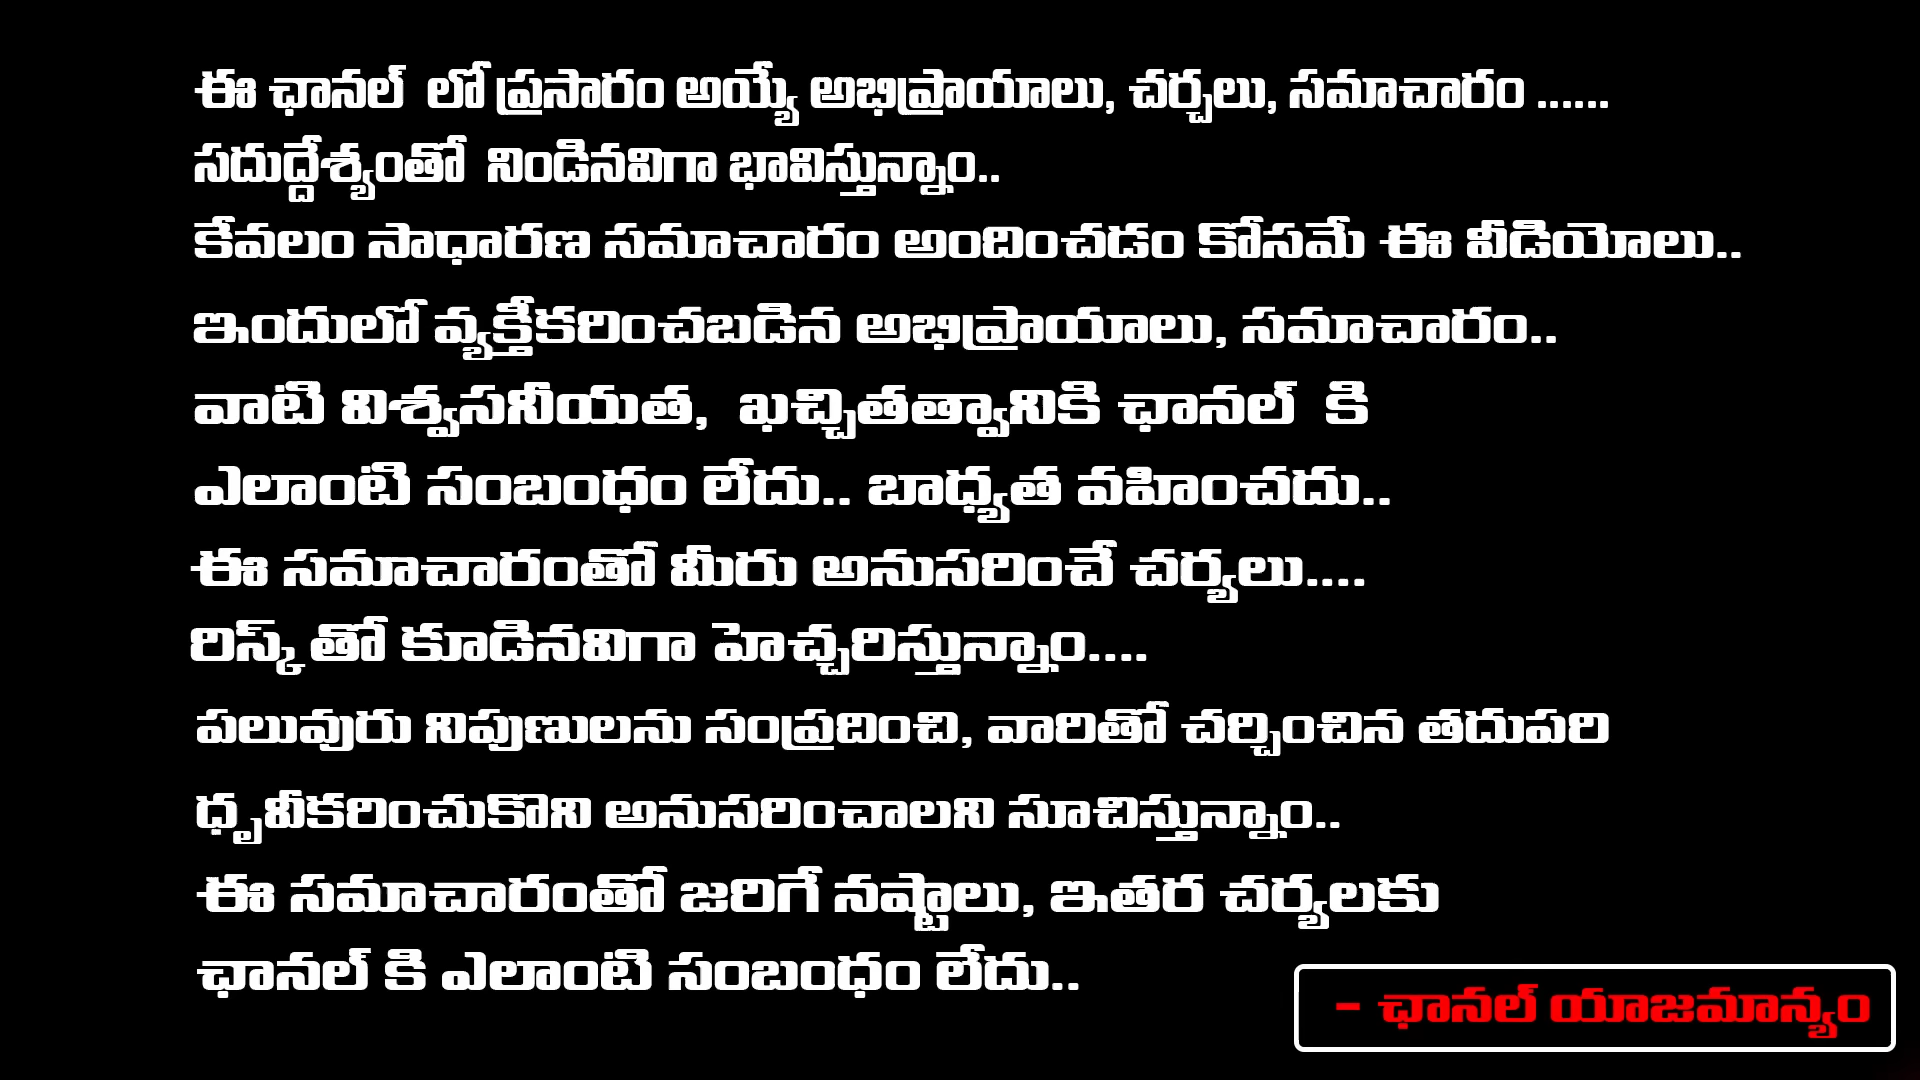 ఈ ఛానల్ లో ప్రసారం అయ్యే అభిప్రాయాలు, చర్చలు, సమాచారం ......
సదుద్దేశ్యంతో నిండినవిగా భావిస్తున్నాం..
కేవలం సాధారణ సమాచారం అందించడం కోసమే ఈ వీడియోలు..
ఇందులో వ్యక్తీకరించబడిన అభిప్రాయాలు, సమాచారం..
వాటి విశ్వసనీయత, ఖచ్చితత్వానికి ఛానల్ కి
ఎలాంటి సంబంధం లేదు.. బాధ్యత వహించదు..
ఈ సమాచారంతో మీరు అనుసరించే చర్యలు....
రిస్క్ తో కూడినవిగా హెచ్చరిస్తున్నాం....
పలువురు నిపుణులను సంప్రదించి, వారితో చర్చించిన తదుపరి
ధృవీకరించుకొని అనుసరించాలని సూచిస్తున్నాం..
ఈ సమాచారంతో జరిగే నష్టాలు, ఇతర చర్యలకు
ఛానల్ కి ఎలాంటి సంబంధం లేదు..
- ఛానల్ యాజమాన్యం